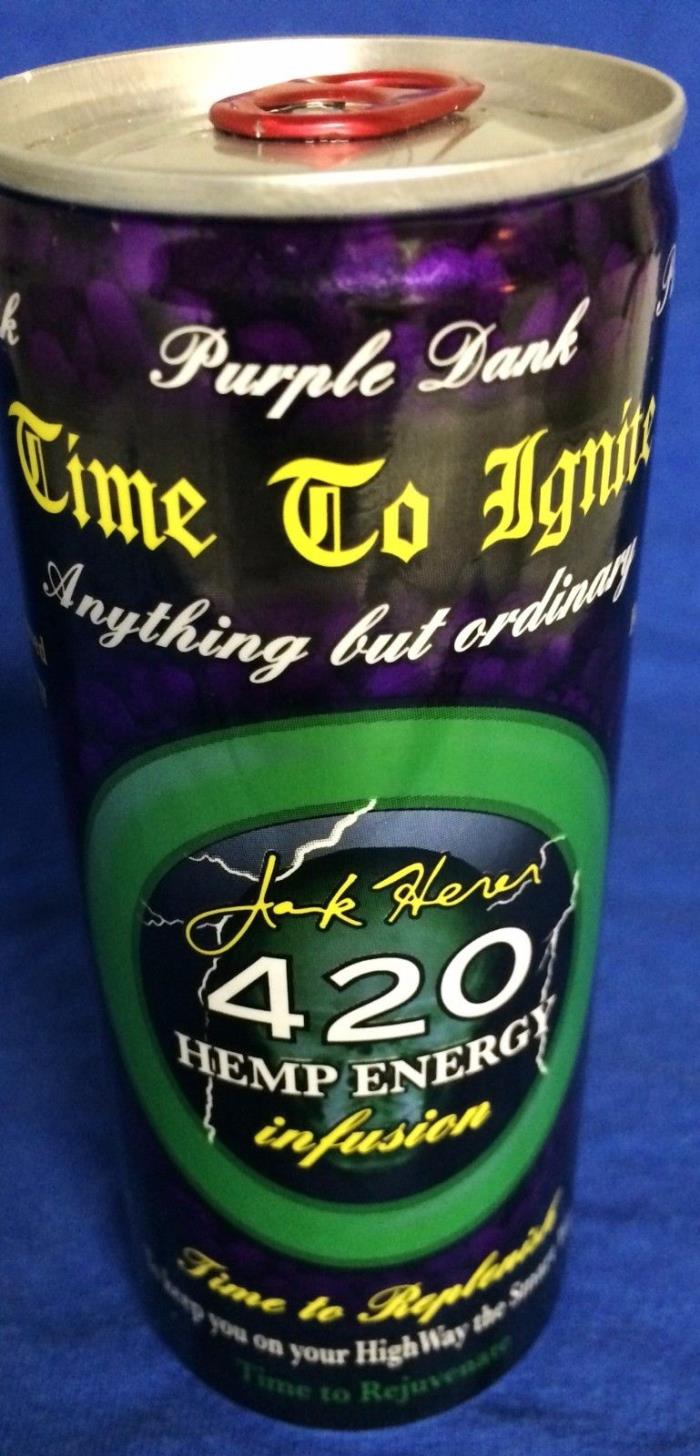 Purple Dank
Time To Ignite
Anything but ordinary
Jack Herer
420
HEMP ENERGY
infusion
Time to Replenish
keep you on your HighWay the
Time to Rejuvenate